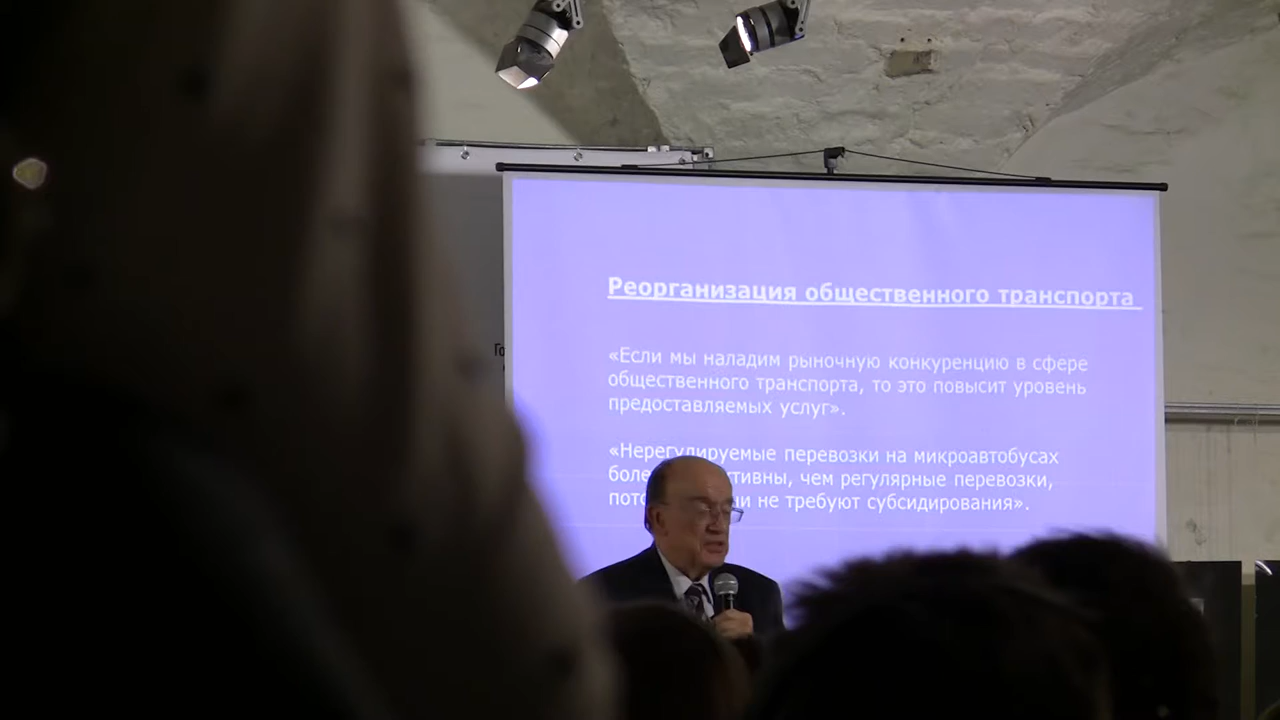 Реорганизация общественного транспорта
«Если мы наладим рыночную конкуренцию в сфере
общественного транспорта, то это повысит уровень
предоставляемых услуг».
«Нерегулируемые перевозки на микроавтобусах
чем регулярные перевозки,
не требуют субсидирования».